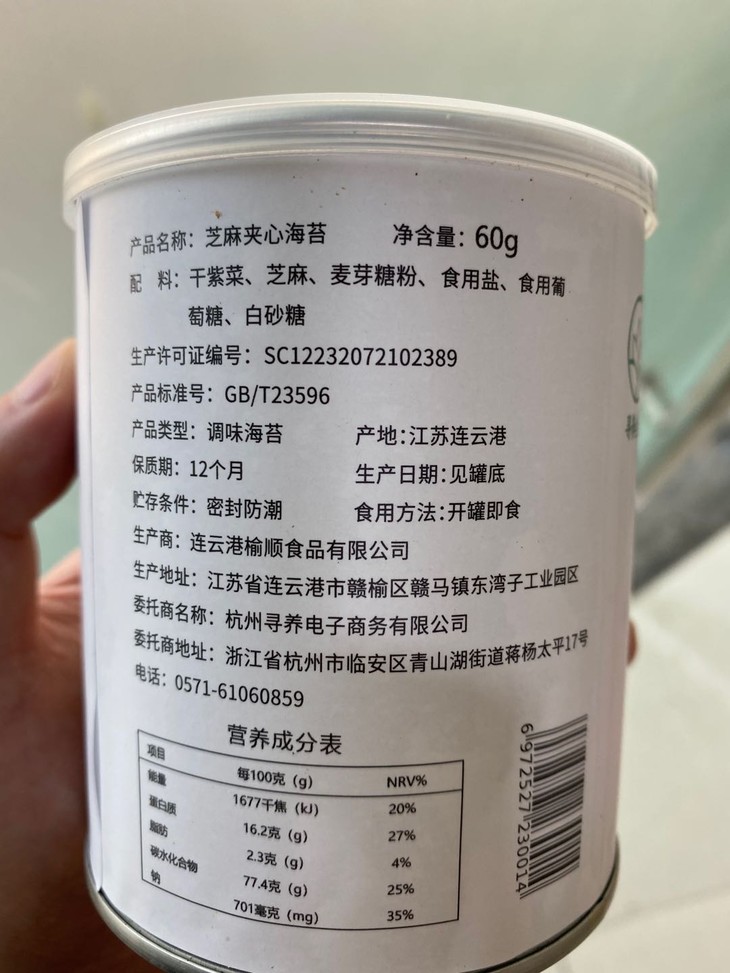 产品名称：芝麻夹心海苔 净含量：60g
配 料：干紫菜、芝麻、麦芽糖粉、食用盐、食用葡
萄糖、白砂糖
生产许可证编号：SC12232072102389
产品标准号：GB/T23596
产品类型：调味海苔 产地:江苏连云港
保质期：12个月 生产日期:见罐底
贮存条件：密封防潮 食用方法:开罐即食
生产商：连云港榆顺食品有限公司
生产地址：江苏省连云港市赣榆区赣马镇东湾子工业园区
委托商名称：杭州寻养电子商务有限公司
委托商地址：浙江省杭州市临安区青山湖街道蒋杨太平17号
电话：0571-61060859
营养成分表
项目 每100克（g） NRV%
能量 1677千焦（kJ） 20%
蛋白质 16.2克（g） 27%
脂肪 2.3克（g） 4%
碳水化合物 77.4克（g） 25%
钠 701毫克（mg） 35%
6 972527 230014